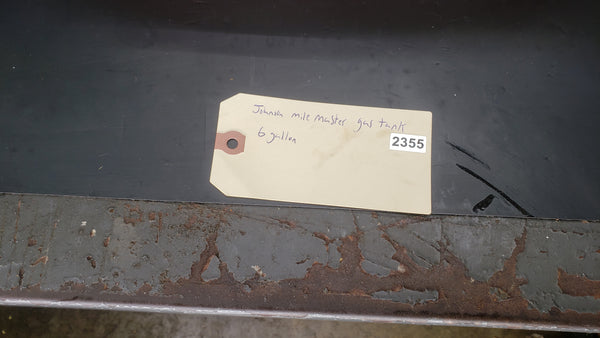 Johnson mile master gas tank
6 gallon
2355